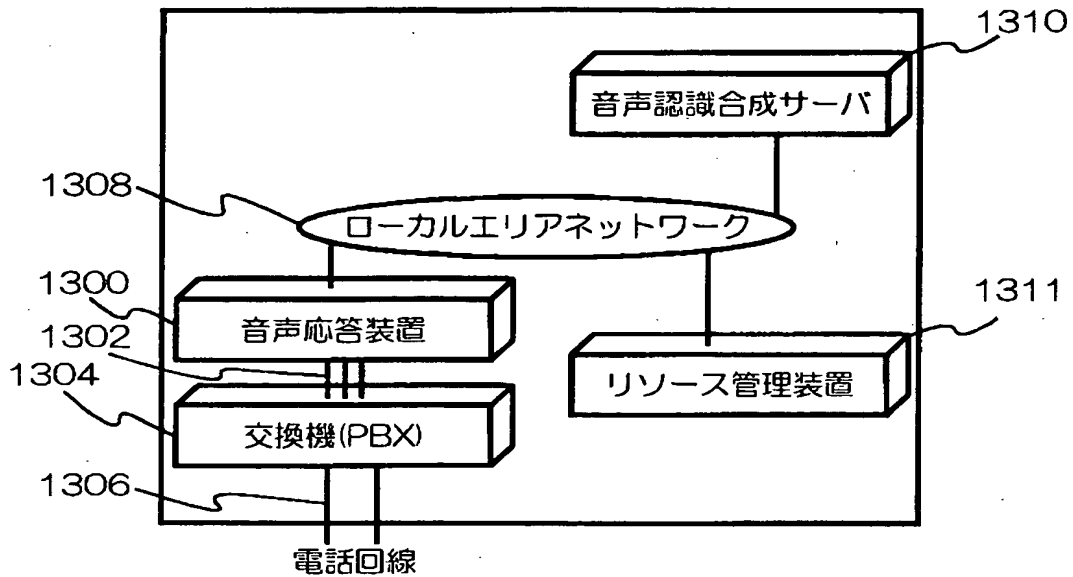 1310
音声認識合成サーバ
1308
ローカルエリアネットワーク
1300
音声応答装置
1311
1302
リソース管理装置
1304
交換機(PBX)
1306
電話回線